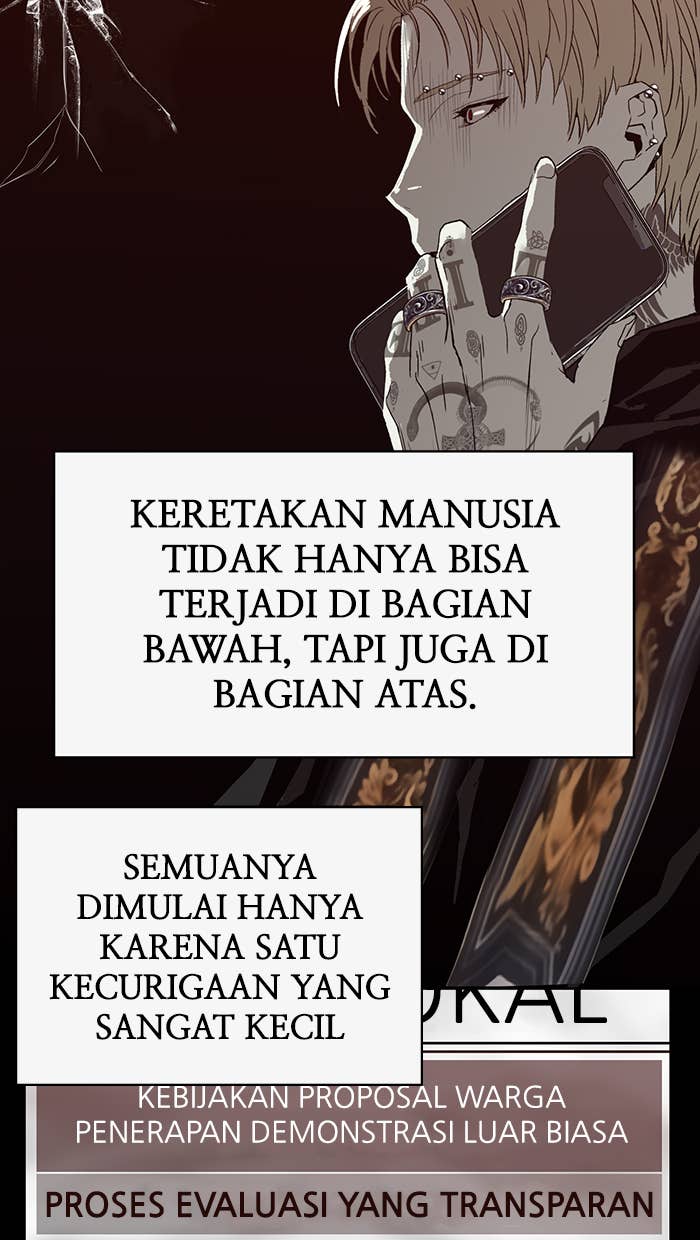 KERETAKAN MANUSIA
TIDAK HANYA BISA
TERJADI DI BAGIAN
BAWAH, TAPI JUGA DI
BAGIAN ATAS.
SEMUANYA
DIMULAI HANYA
KARENA SATU
KECURIGAAN YANG
SANGAT KECIL
KEBIJAKAN PROPOSAL WARGA
PENERAPAN DEMONSTRASI LUAR BIASA
PROSES EVALUASI YANG TRANSPARAN